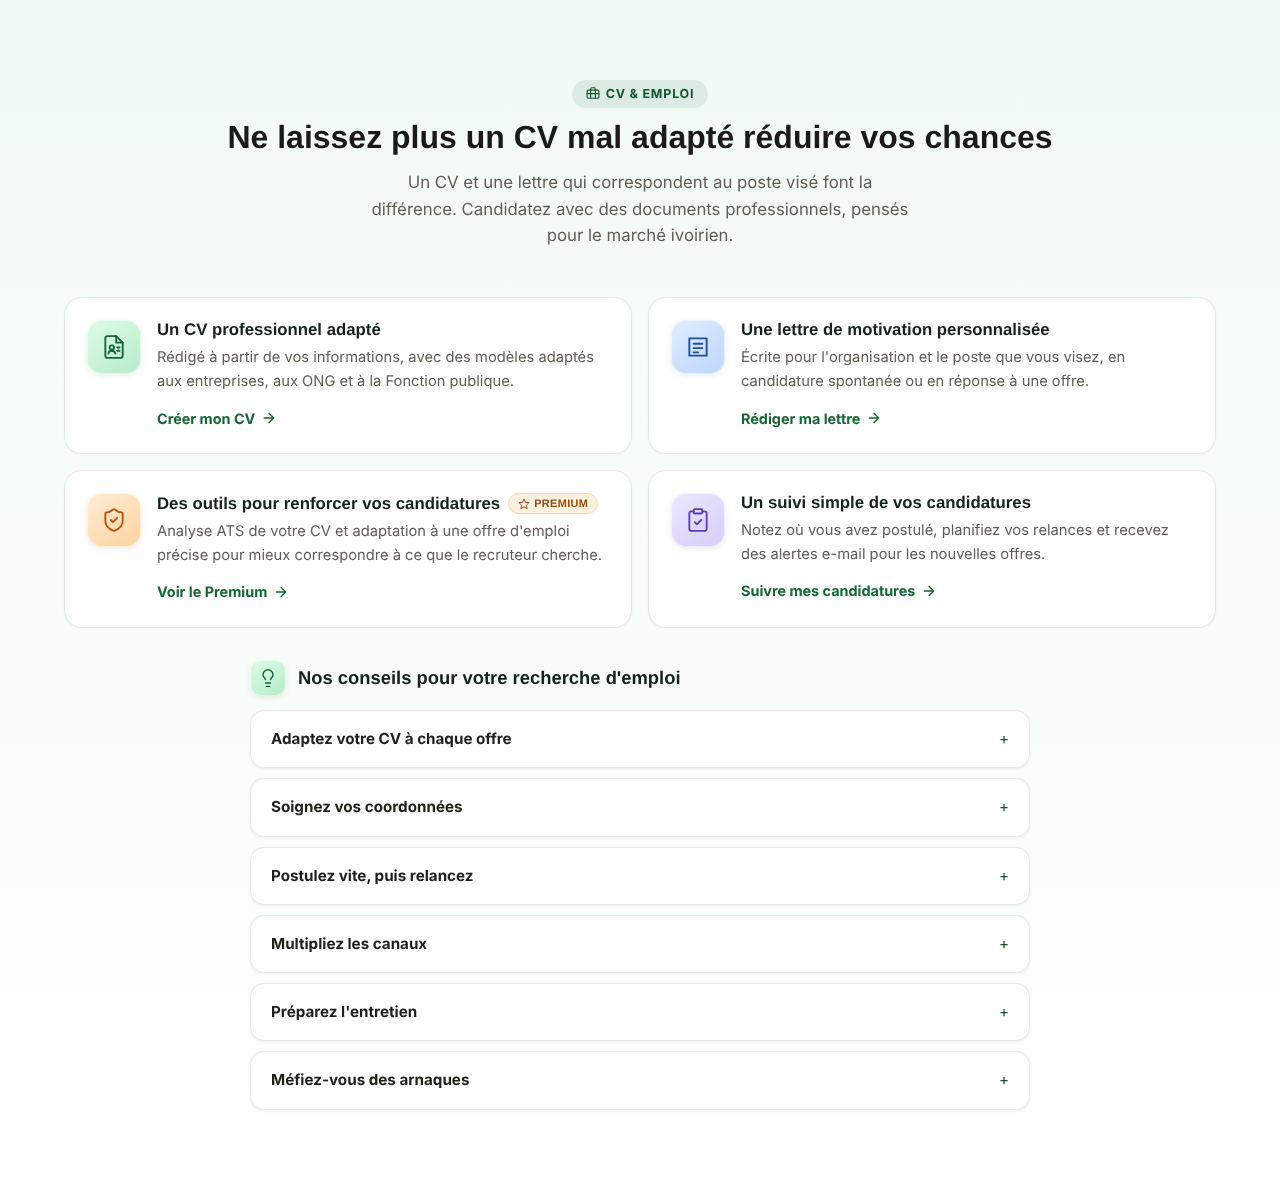 CV & EMPLOI
Ne laissez plus un CV mal adapté réduire vos chances
Un CV et une lettre qui correspondent au poste visé font la
différence. Candidatez avec des documents professionnels, pensés
pour le marché ivoirien.
Un CV professionnel adapté
Rédigé à partir de vos informations, avec des modèles adaptés
aux entreprises, aux ONG et à la Fonction publique.
Créer mon CV →
Une lettre de motivation personnalisée
Écrite pour l'organisation et le poste que vous visez, en
candidature spontanée ou en réponse à une offre.
Rédiger ma lettre →
Des outils pour renforcer vos candidatures PREMIUM
Analyse ATS de votre CV et adaptation à une offre d'emploi
précise pour mieux correspondre à ce que le recruteur cherche.
Voir le Premium →
Un suivi simple de vos candidatures
Notez où vous avez postulé, planifiez vos relances et recevez
des alertes e-mail pour les nouvelles offres.
Suivre mes candidatures →
Nos conseils pour votre recherche d'emploi
Adaptez votre CV à chaque offre +
Soignez vos coordonnées +
Postulez vite, puis relancez +
Multipliez les canaux +
Préparez l'entretien +
Méfiez-vous des arnaques +